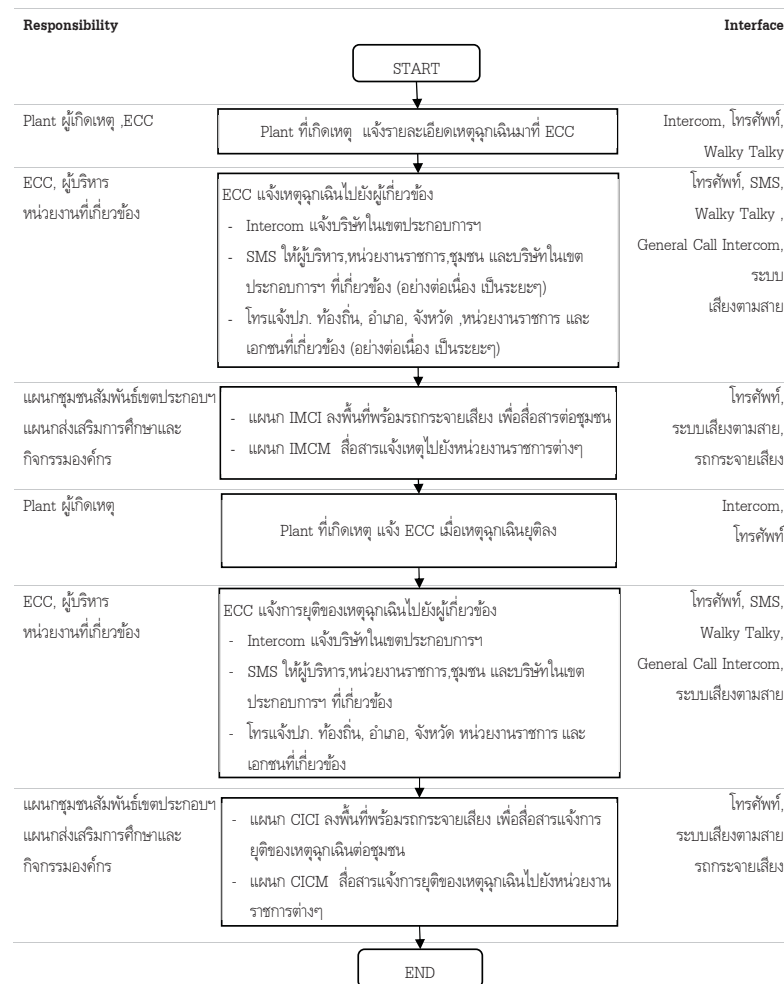 Responsibility
Interface
START
Plant ผู้เกิดเหตุ ,ECC
Plant ที่เกิดเหตุ แจ้งรายละเอียดเหตุฉุกเฉินมาที่ ECC
Intercom, โทรศัพท์,
Walky Talky
ECC, ผู้บริหาร
หน่วยงานที่เกี่ยวข้อง
ECC แจ้งเหตุฉุกเฉินไปยังผู้เกี่ยวข้อง
- Intercom แจ้งบริษัทในเขตประกอบการฯ
- SMS ให้ผู้บริหาร,หน่วยงานราชการ,ชุมชน และบริษัทในเขต
ประกอบการฯ ที่เกี่ยวข้อง (อย่างต่อเนื่อง เป็นระยะๆ)
- โทรแจ้งปภ. ท้องถิ่น, อำเภอ, จังหวัด ,หน่วยงานราชการ และ
เอกชนที่เกี่ยวข้อง (อย่างต่อเนื่อง เป็นระยะๆ)
โทรศัพท์, SMS,
Walky Talky ,
General Call Intercom,
ระบบ
เสียงตามสาย
แผนกชุมชนสัมพันธ์เขตประกอบฯ
แผนกส่งเสริมการศึกษาและ
กิจกรรมองค์กร
- แผนก IMCI ลงพื้นที่พร้อมรถกระจายเสียง เพื่อสื่อสารต่อชุมชน
- แผนก IMCM สื่อสารแจ้งเหตุไปยังหน่วยงานราชการต่างๆ
โทรศัพท์,
ระบบเสียงตามสาย,
รถกระจายเสียง
Plant ผู้เกิดเหตุ
Plant ที่เกิดเหตุ แจ้ง ECC เมื่อเหตุฉุกเฉินยุติลง
Intercom,
โทรศัพท์
ECC, ผู้บริหาร
หน่วยงานที่เกี่ยวข้อง
ECC แจ้งการยุติของเหตุฉุกเฉินไปยังผู้เกี่ยวข้อง
- Intercom แจ้งบริษัทในเขตประกอบการฯ
- SMS ให้ผู้บริหาร,หน่วยงานราชการ,ชุมชน และบริษัทในเขต
ประกอบการฯ ที่เกี่ยวข้อง
- โทรแจ้งปภ. ท้องถิ่น, อำเภอ, จังหวัด หน่วยงานราชการ และ
เอกชนที่เกี่ยวข้อง
โทรศัพท์, SMS,
Walky Talky,
General Call Intercom,
ระบบเสียงตามสาย
แผนกชุมชนสัมพันธ์เขตประกอบฯ
แผนกส่งเสริมการศึกษาและ
กิจกรรมองค์กร
- แผนก CICI ลงพื้นที่พร้อมรถกระจายเสียง เพื่อสื่อสารแจ้งการ
ยุติของเหตุฉุกเฉินต่อชุมชน
- แผนก CICM สื่อสารแจ้งการยุติของเหตุฉุกเฉินไปยังหน่วยงาน
ราชการต่างๆ
โทรศัพท์,
ระบบเสียงตามสาย
รถกระจายเสียง
END